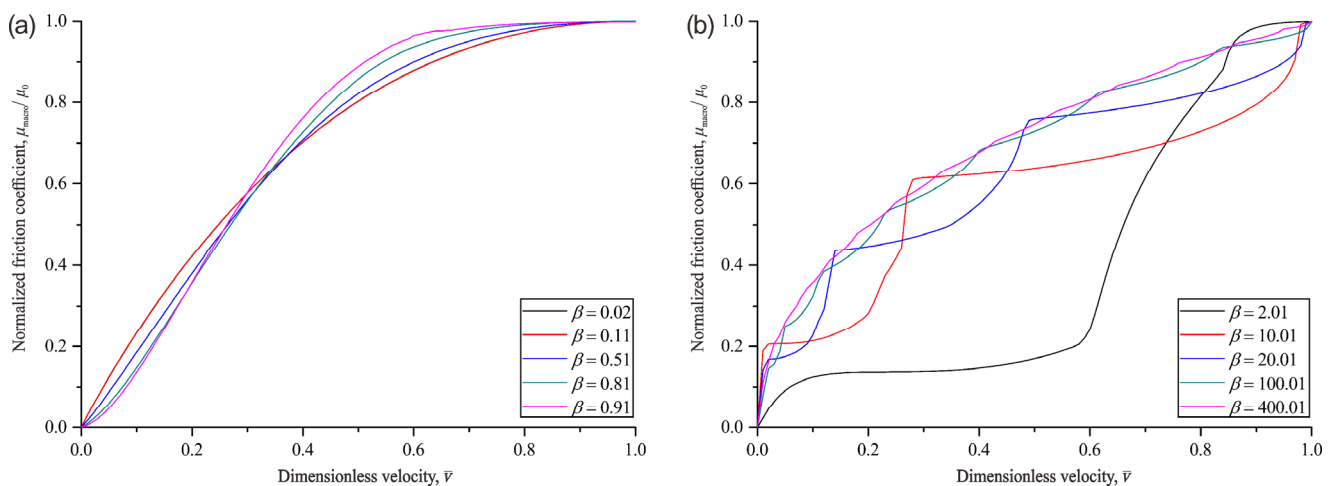 (a)
Normalized friction coefficient, μmacro/ μ0
1.0
0.8
0.6
0.4
0.2
0.0
β = 0.02
β = 0.11
β = 0.51
β = 0.81
β = 0.91
0.0 0.2 0.4 0.6 0.8 1.0
Dimensionless velocity, v̅
(b)
Normalized friction coefficient, μmacro/ μ0
1.0
0.8
0.6
0.4
0.2
0.0
β = 2.01
β = 10.01
β = 20.01
β = 100.01
β = 400.01
0.0 0.2 0.4 0.6 0.8 1.0
Dimensionless velocity, v̅